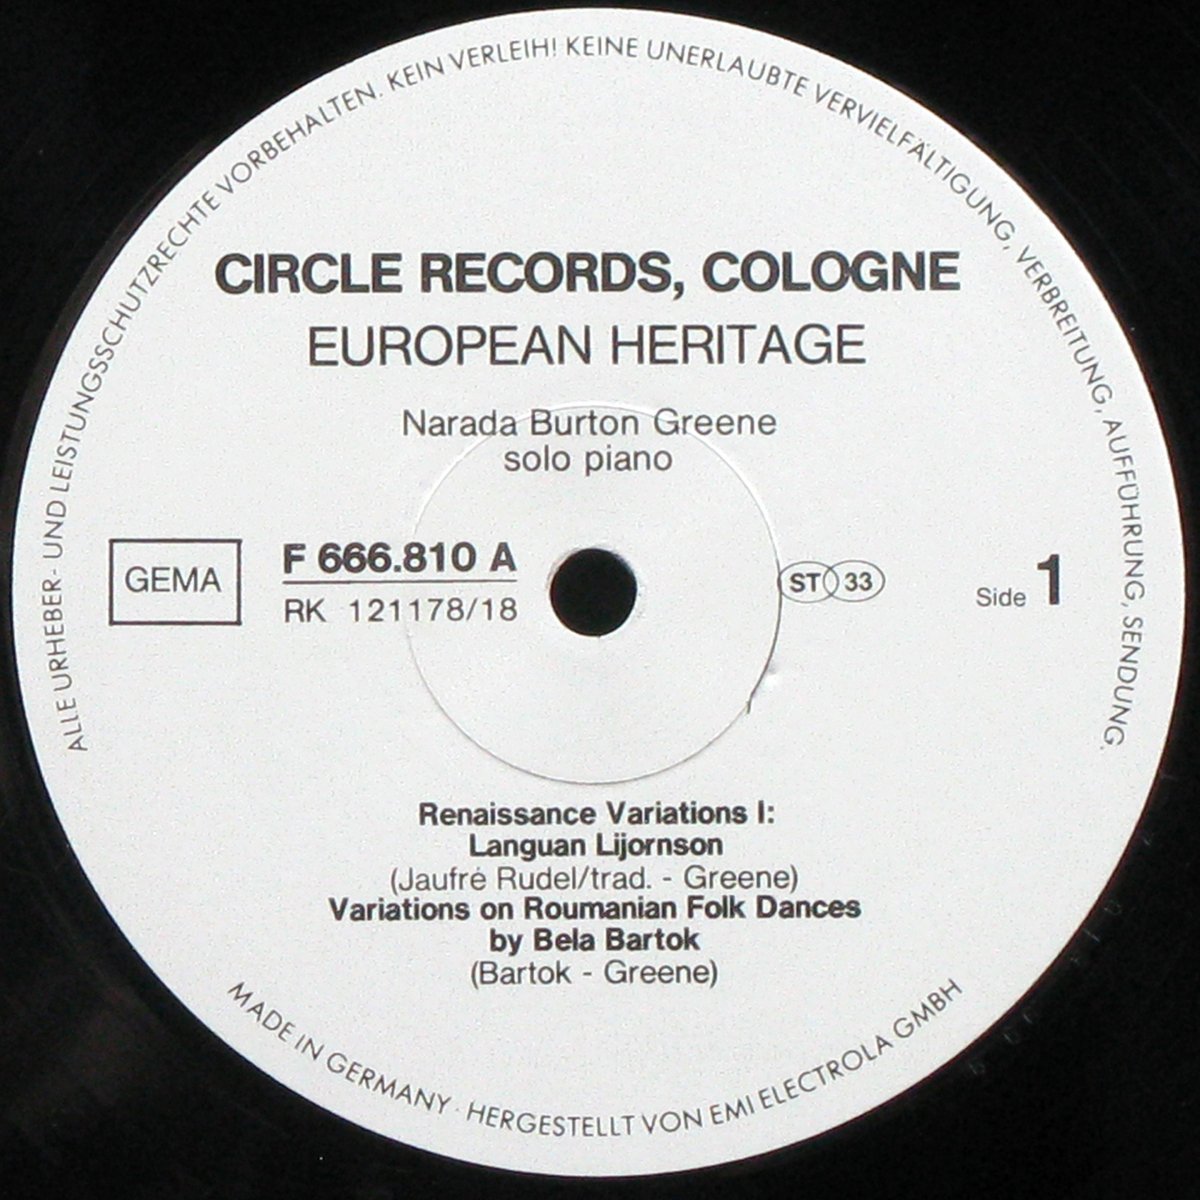 ALLE URHEBER- UND LEISTUNGSSCHUTZRECHTE VORBEHALTEN. KEIN VERLEIH! KEINE UNERLAUBTE VERVIELFÄLTIGUNG, VERBREITUNG, AUFFÜHRUNG, SENDUNG.
CIRCLE RECORDS, COLOGNE
EUROPEAN HERITAGE
Narada Burton Greene
solo piano
GEMA
F 666.810 A
RK 121178/18
ST 33
Side 1
Renaissance Variations I:
Languan Lijornson
(Jaufré Rudel/trad. - Greene)
Variations on Roumanian Folk Dances
by Bela Bartok
(Bartok - Greene)
MADE IN GERMANY · HERGESTELLT VON EMI ELECTROLA GMBH